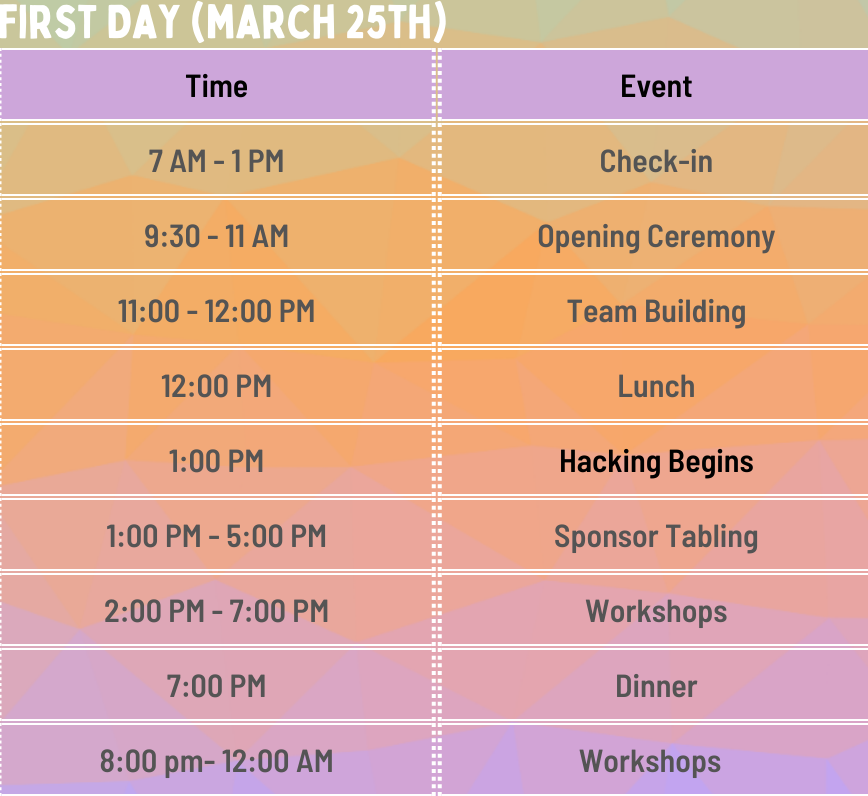 FIRST DAY (MARCH 25TH)
Time Event
7 AM - 1 PM Check-in
9:30 - 11 AM Opening Ceremony
11:00 - 12:00 PM Team Building
12:00 PM Lunch
1:00 PM Hacking Begins
1:00 PM - 5:00 PM Sponsor Tabling
2:00 PM - 7:00 PM Workshops
7:00 PM Dinner
8:00 pm- 12:00 AM Workshops